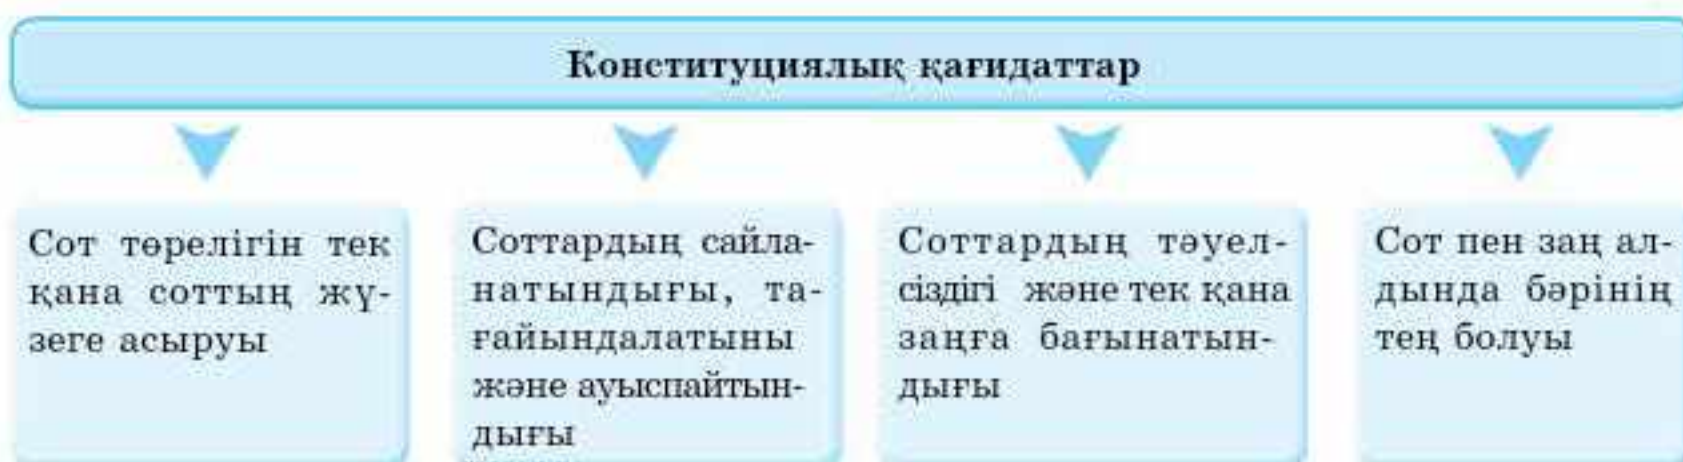 Конституциялық қағидаттар
Сот төрелігін тек
қана соттың жү-
зеге асыруы
Соттардың сайла-
натындығы, та-
ғайындалатыны
және ауыспайтын-
дығы
Соттардың тәуел-
сіздігі және тек қана
заңға бағынатын-
дығы
Сот пен заң ал-
дында бәрінің
тең болуы